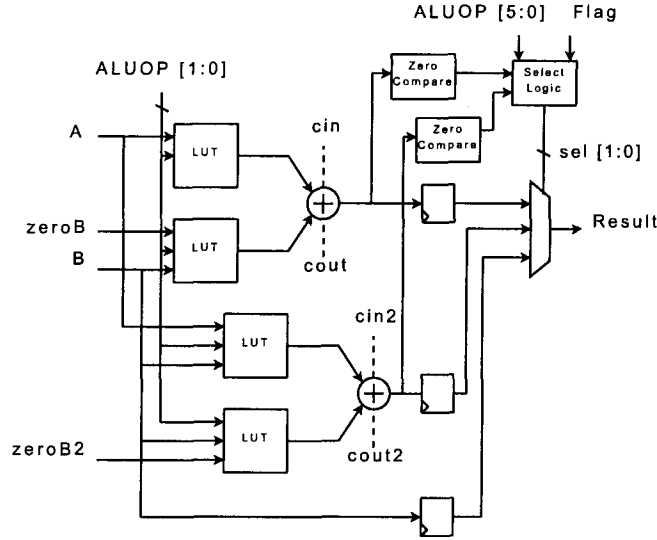 ALUOP [5:0] Flag
ALUOP [1:0]
Zero
Compare
Select
Logic
A
cin
Zero
Compare
LUT
sel [1:0]
zeroB
LUT
Result
B
cout
cin2
LUT
LUT
zeroB2
cout2